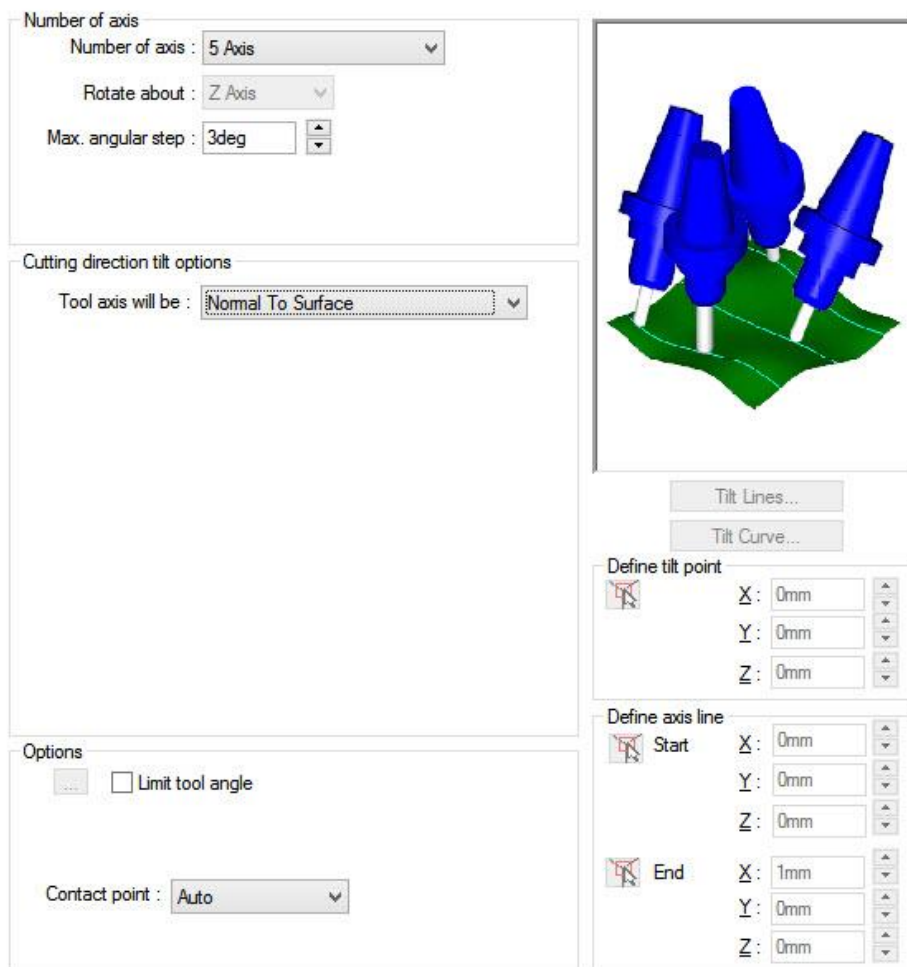 Number of axis
Number of axis : 5 Axis
Rotate about : Z Axis
Max. angular step : 3deg
Cutting direction tilt options
Tool axis will be : Normal To Surface
Options
... Limit tool angle
Contact point : Auto
Tilt Lines...
Tilt Curve...
Define tilt point
X : 0mm
Y : 0mm
Z : 0mm
Define axis line
Start X : 0mm
Y : 0mm
Z : 0mm
End X : 1mm
Y : 0mm
Z : 0mm